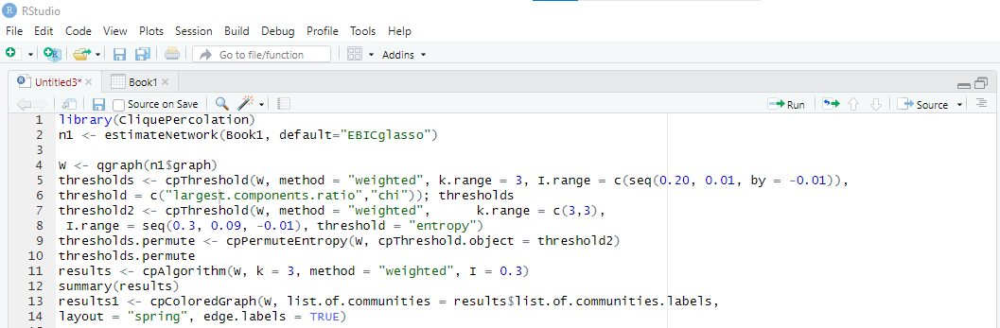 RStudio
File Edit Code View Plots Session Build Debug Profile Tools Help
Go to file/function Addins
Untitled3* Book1
Source on Save Run Source
1 library(CliquePercolation)
2 n1 <- estimateNetwork(Book1, default="EBICglasso")
3
4 W <- qgraph(n1$graph)
5 thresholds <- cpThreshold(W, method = "weighted", k.range = 3, I.range = c(seq(0.20, 0.01, by = -0.01)),
6 threshold = c("largest.components.ratio","chi")); thresholds
7 threshold2 <- cpThreshold(W, method = "weighted", k.range = c(3,3),
8 I.range = seq(0.3, 0.09, -0.01), threshold = "entropy")
9 thresholds.permute <- cpPermuteEntropy(W, cpThreshold.object = threshold2)
10 thresholds.permute
11 results <- cpAlgorithm(W, k = 3, method = "weighted", I = 0.3)
12 summary(results)
13 results1 <- cpColoredGraph(W, list.of.communities = results$list.of.communities.labels,
14 layout = "spring", edge.labels = TRUE)